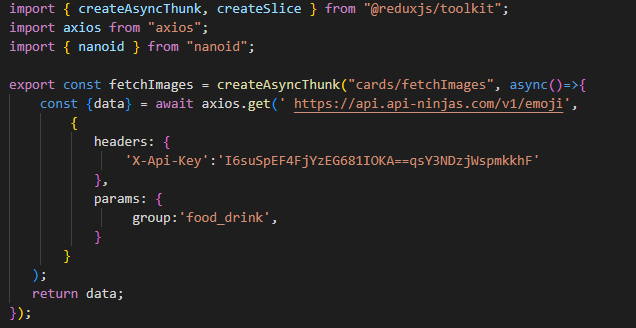 import { createAsyncThunk, createSlice } from "@reduxjs/toolkit";
import axios from "axios";
import { nanoid } from "nanoid";
export const fetchImages = createAsyncThunk("cards/fetchImages", async()=>{
const {data} = await axios.get(' https://api.api-ninjas.com/v1/emoji',
{
headers: {
'X-Api-Key':'I6suSpEF4FjYzEG681IOKA==qsY3NDzjWspmkkhF'
},
params: {
group:'food_drink',
}
}
);
return data;
});